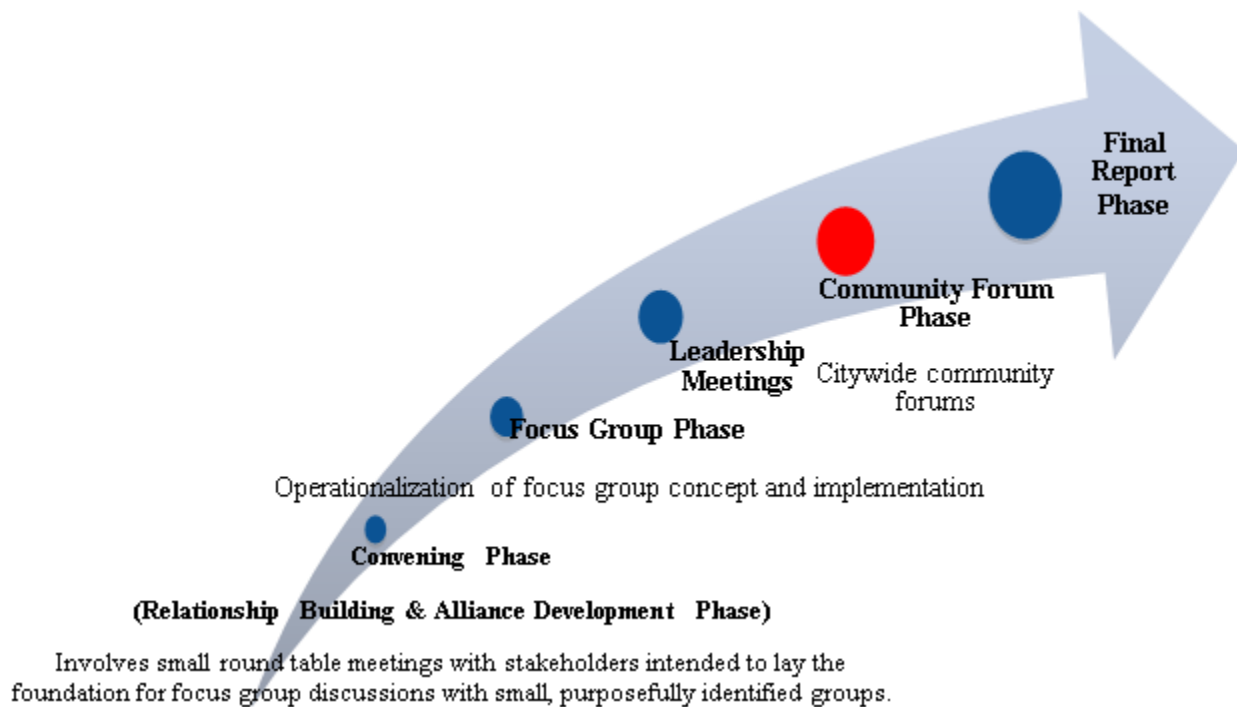 Final
Report
Phase
Community Forum
Phase
Citywide community
forums
Leadership
Meetings
Focus Group Phase
Operationalization of focus group concept and implementation
Convening Phase
(Relationship Building & Alliance Development Phase)
Involves small round table meetings with stakeholders intended to lay the
foundation for focus group discussions with small, purposefully identified groups.